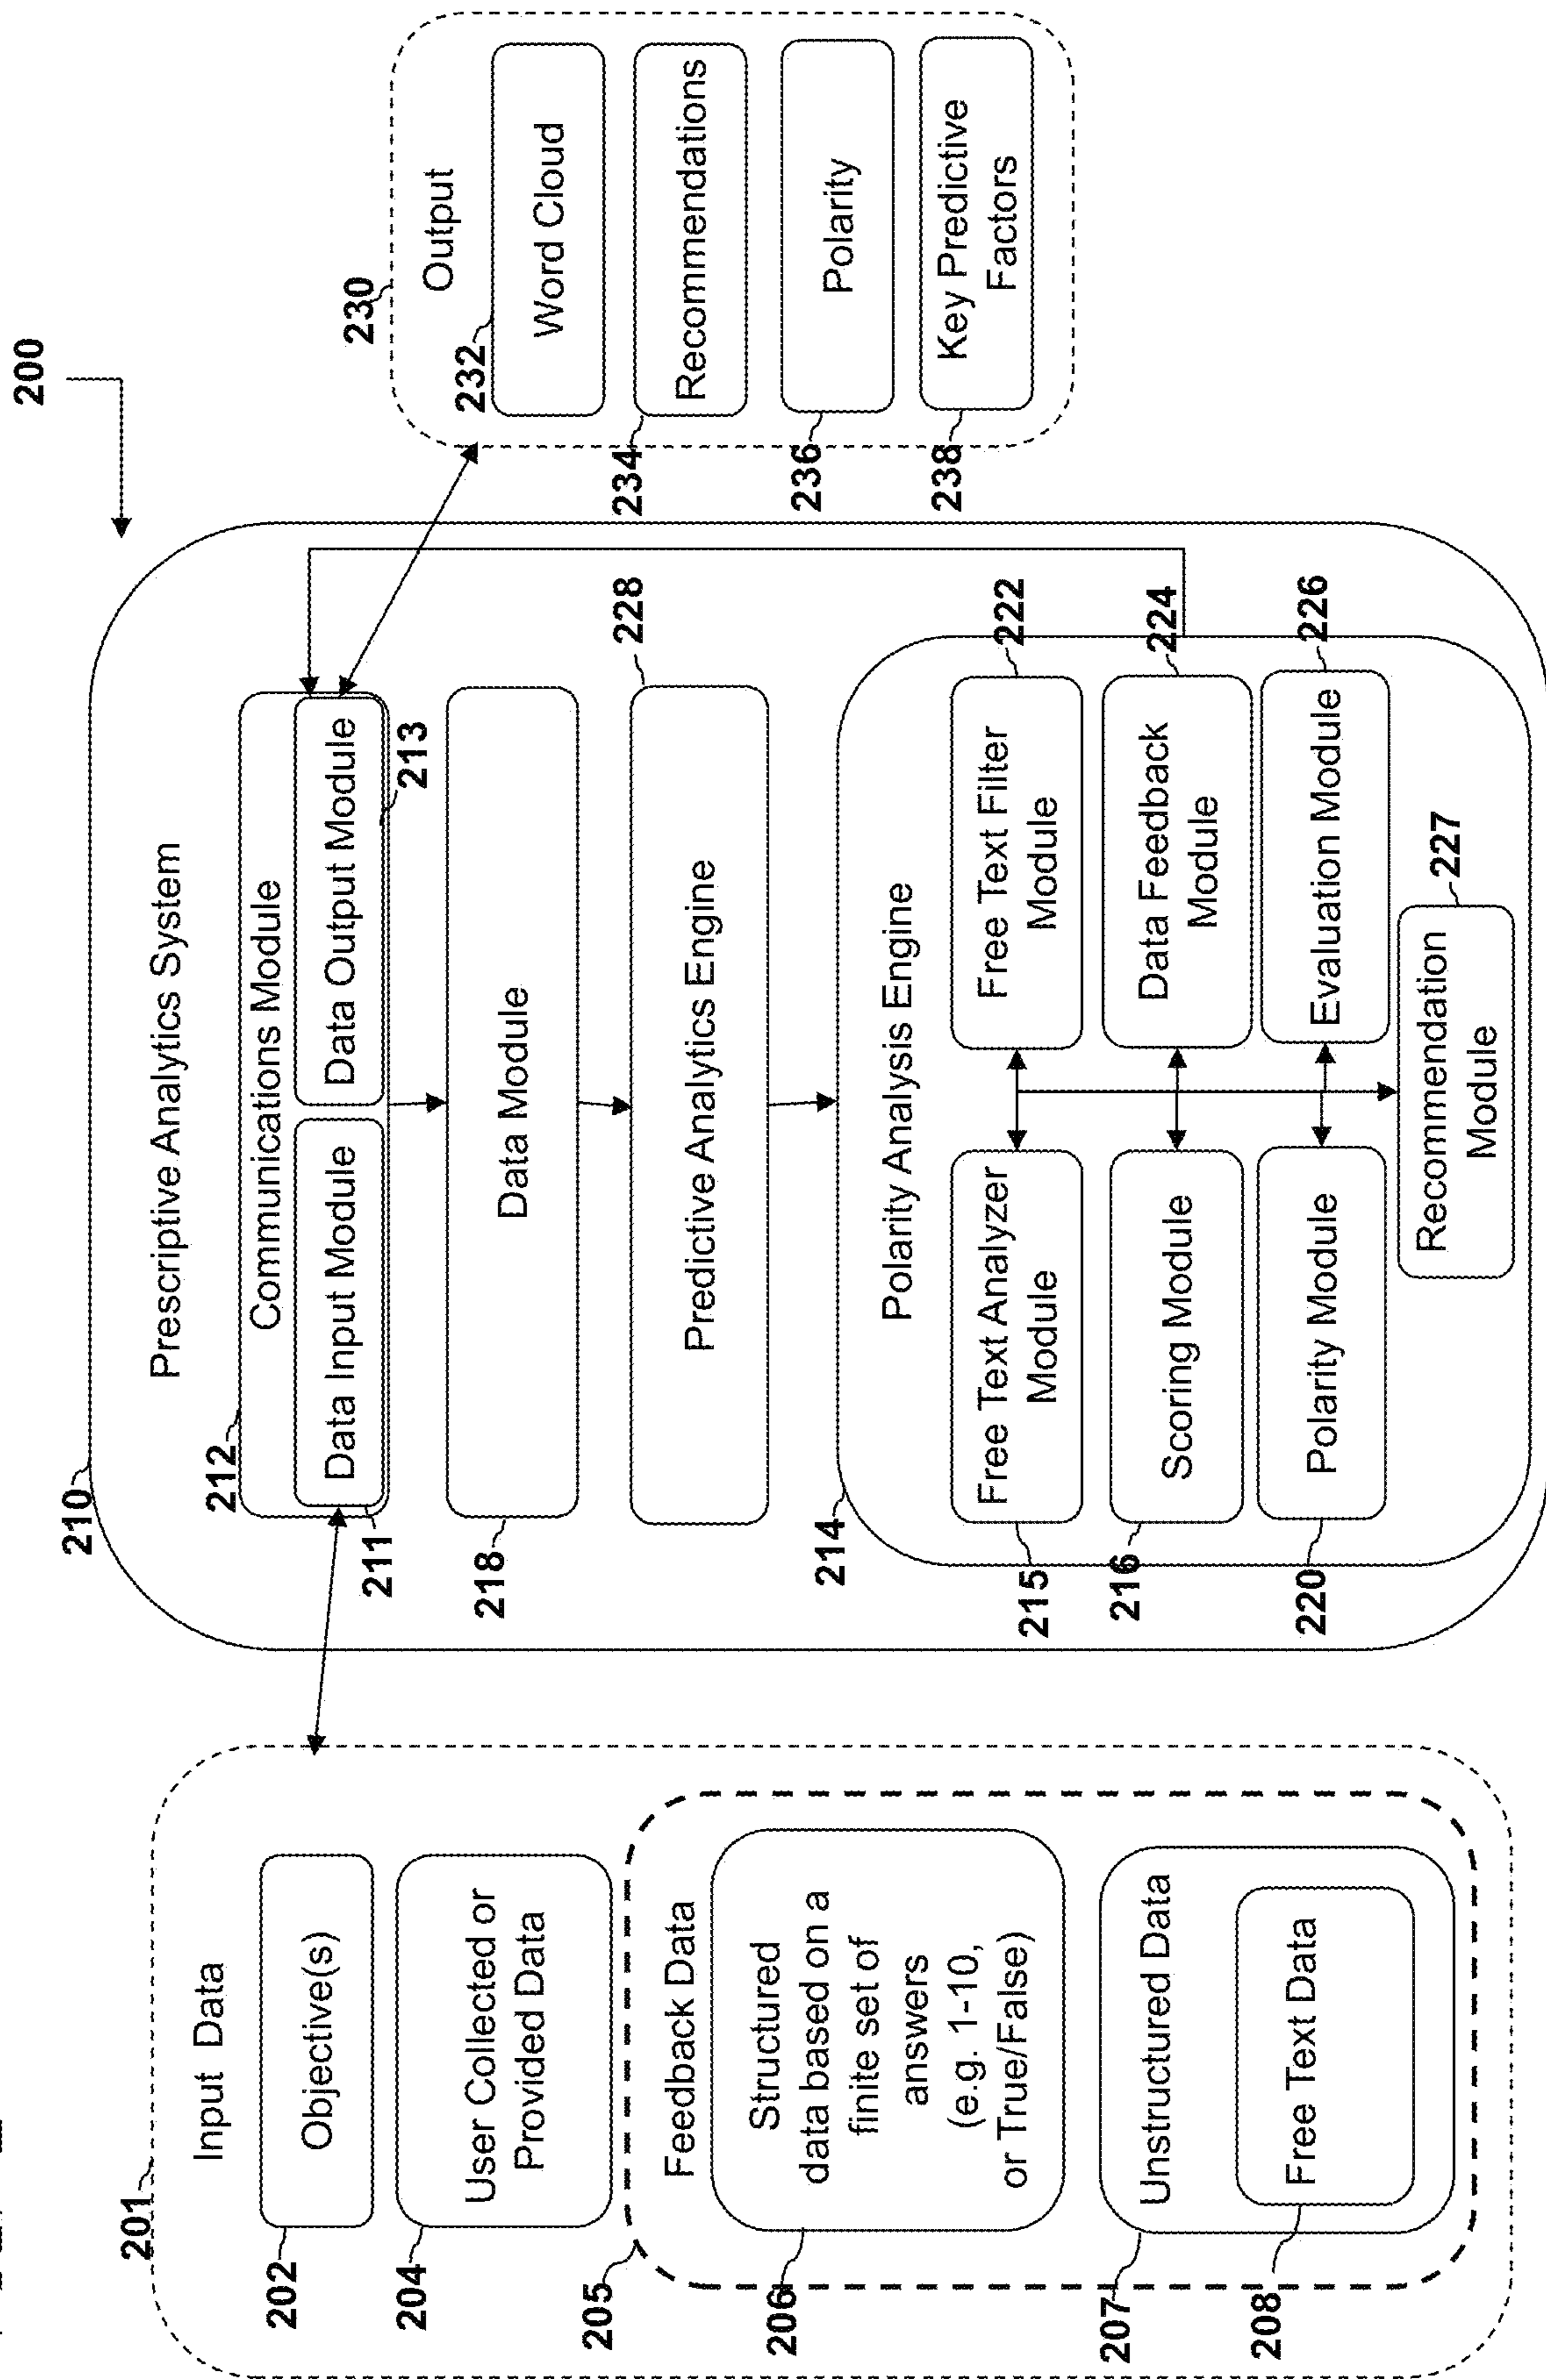 200
201
Input Data
202
Objective(s)
204
User Collected or
Provided Data
205
Feedback Data
206
Structured
data based on a
finite set of
answers
(e.g. 1-10,
or True/False)
207
Unstructured Data
208
Free Text Data
210
Prescriptive Analytics System
212
Communications Module
211
Data Input Module
Data Output Module
213
218
Data Module
228
Predictive Analytics Engine
214
Polarity Analysis Engine
215
Free Text Analyzer
Module
222
Free Text Filter
Module
216
Scoring Module
224
Data Feedback
Module
220
Polarity Module
226
Evaluation Module
227
Recommendation
Module
230
Output
232
Word Cloud
234
Recommendations
236
Polarity
238
Key Predictive
Factors